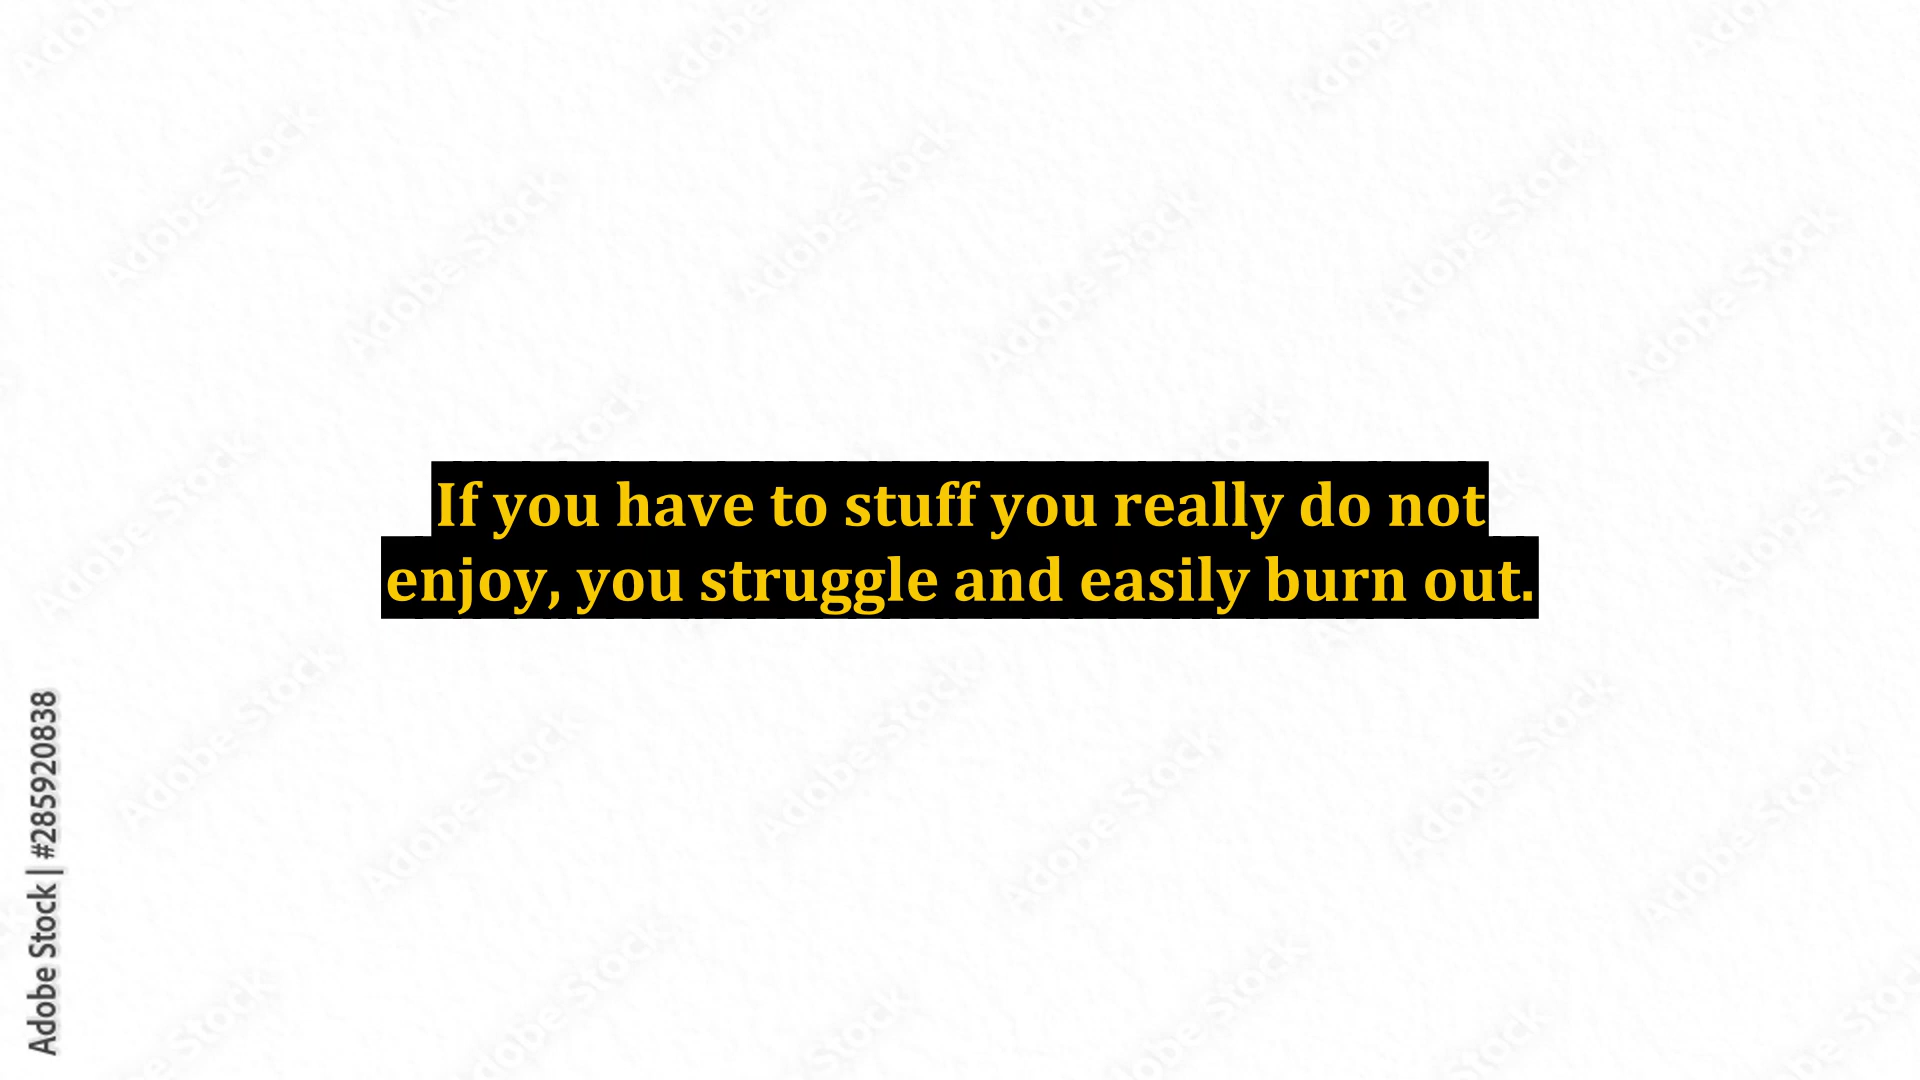 If you have to stuff you really do not
enjoy, you struggle and easily burn out.
Adobe Stock | #285920838